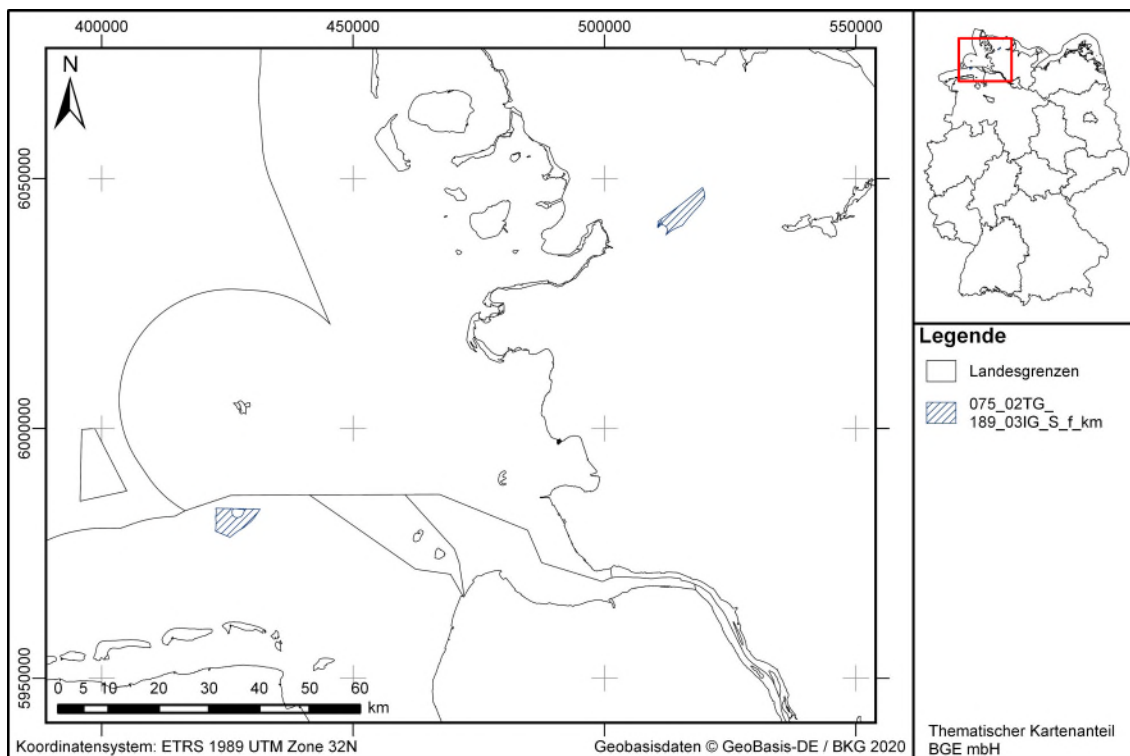 400000
450000
500000
550000
N
6050000
6000000
5950000
0 5 10 20 30 40 50 60
km
Koordinatensystem: ETRS 1989 UTM Zone 32N
Geobasisdaten © GeoBasis-DE / BKG 2020
Legende
Landesgrenzen
075_02TG_
189_03IG_S_f_km
Thematischer Kartenanteil
BGE mbH